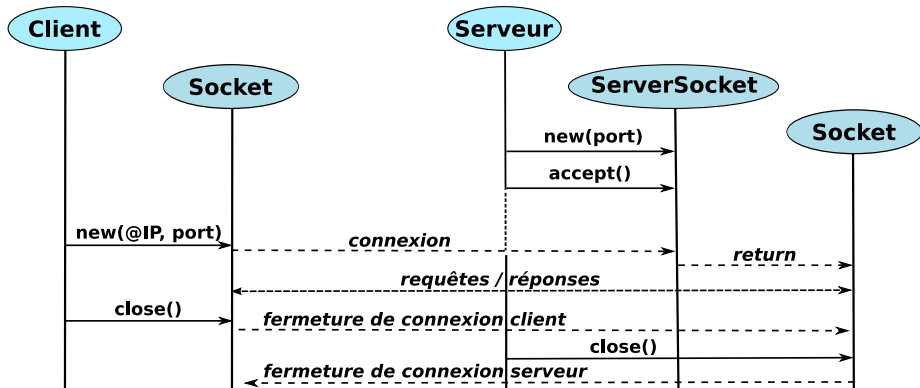 Client
Serveur
Socket
ServerSocket
Socket
new(port)
accept()
new(@IP, port)
connexion
return
requêtes / réponses
close()
fermeture de connexion client
close()
fermeture de connexion serveur